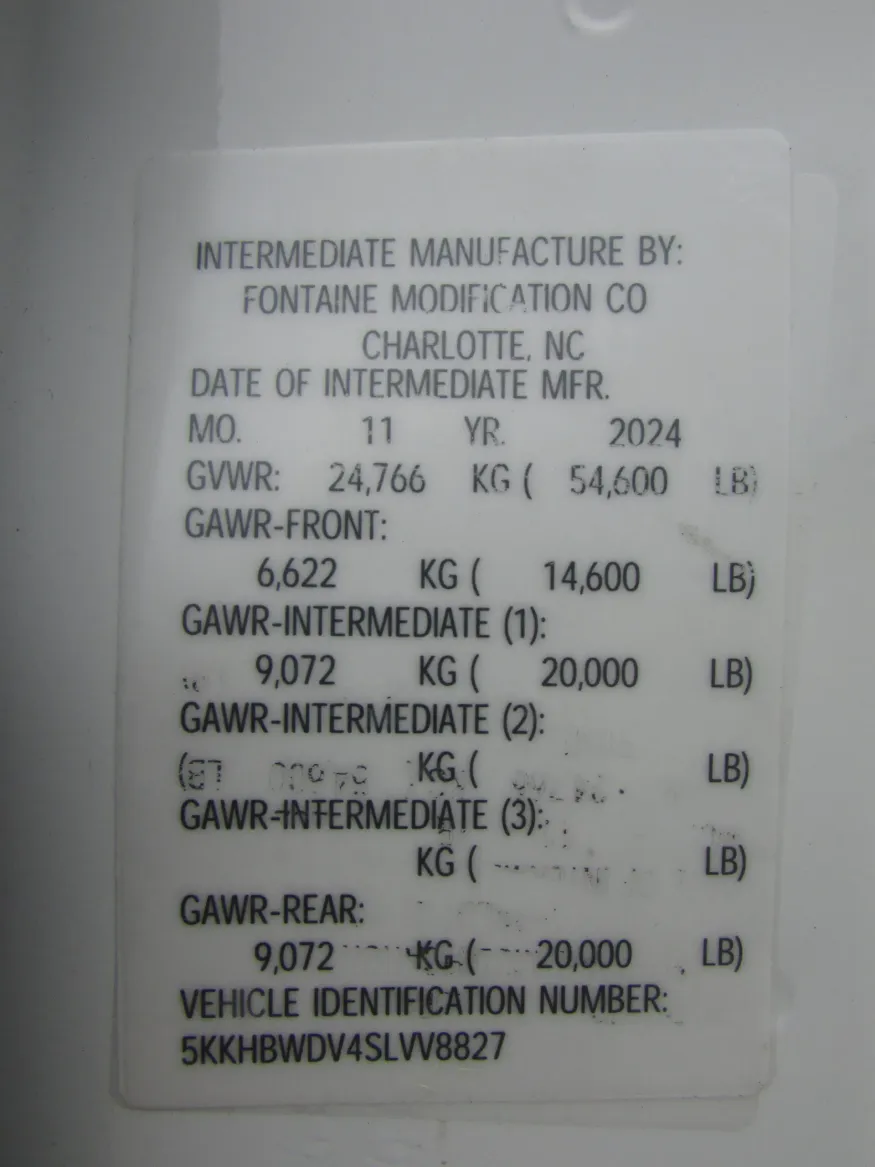 INTERMEDIATE MANUFACTURE BY:
FONTAINE MODIFICATION CO
CHARLOTTE, NC
DATE OF INTERMEDIATE MFR.
MO. 11 YR. 2024
GVWR: 24,766 KG ( 54,600 LB)
GAWR-FRONT:
6,622 KG ( 14,600 LB)
GAWR-INTERMEDIATE (1):
9,072 KG ( 20,000 LB)
GAWR-INTERMEDIATE (2):
KG ( LB)
GAWR-INTERMEDIATE (3):
KG ( LB)
GAWR-REAR:
9,072 KG ( 20,000 LB)
VEHICLE IDENTIFICATION NUMBER:
5KKHBWDV4SLVV8827